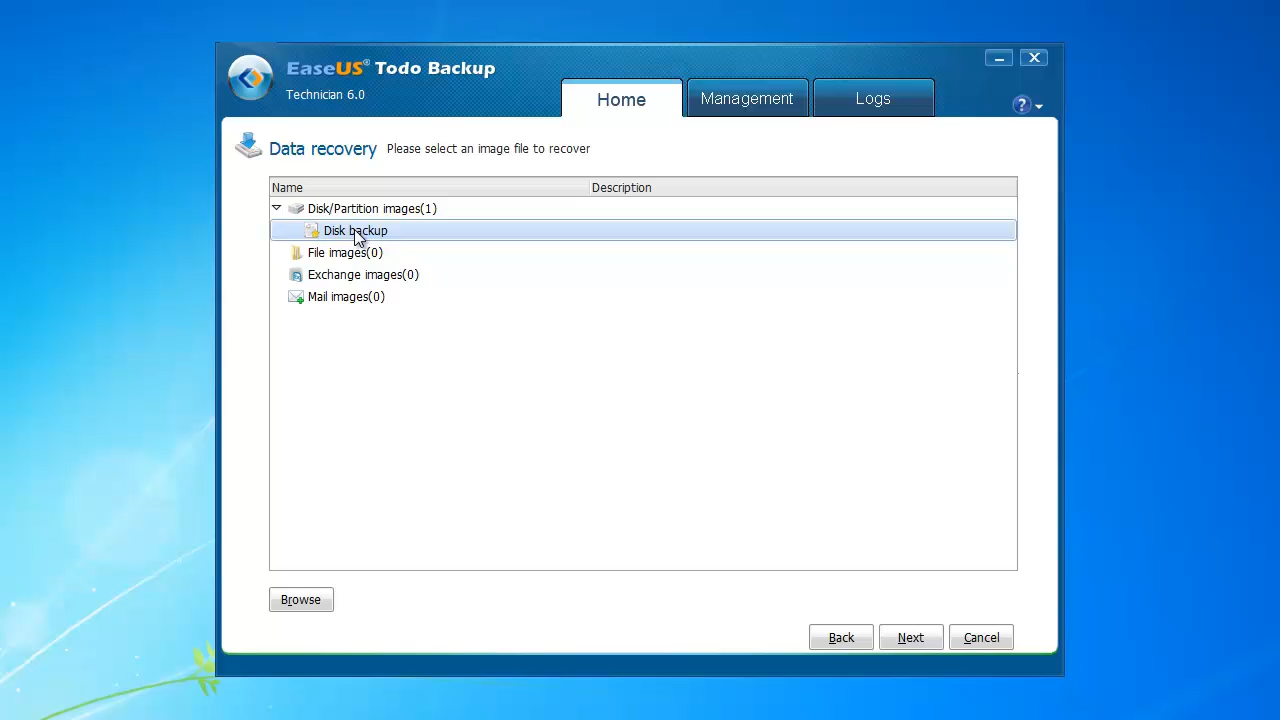 EaseUS® Todo Backup
Technician 6.0
Home
Management
Logs
?
Data recovery
Please select an image file to recover
Name
Description
Disk/Partition images(1)
Disk backup
File images(0)
Exchange images(0)
Mail images(0)
Browse
Back
Next
Cancel